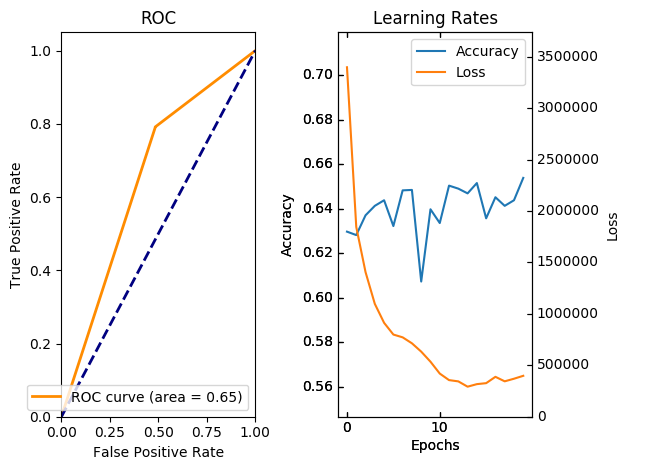 ROC
Learning Rates
1.0
0.8
0.6
0.4
0.2
0.0
True Positive Rate
0.00
0.25
0.50
0.75
1.00
False Positive Rate
ROC curve (area = 0.65)
0.70
0.68
0.66
0.64
0.62
0.60
0.58
0.56
Accuracy
0
10
Epochs
Accuracy
Loss
3500000
3000000
2500000
2000000
1500000
1000000
500000
0
Loss